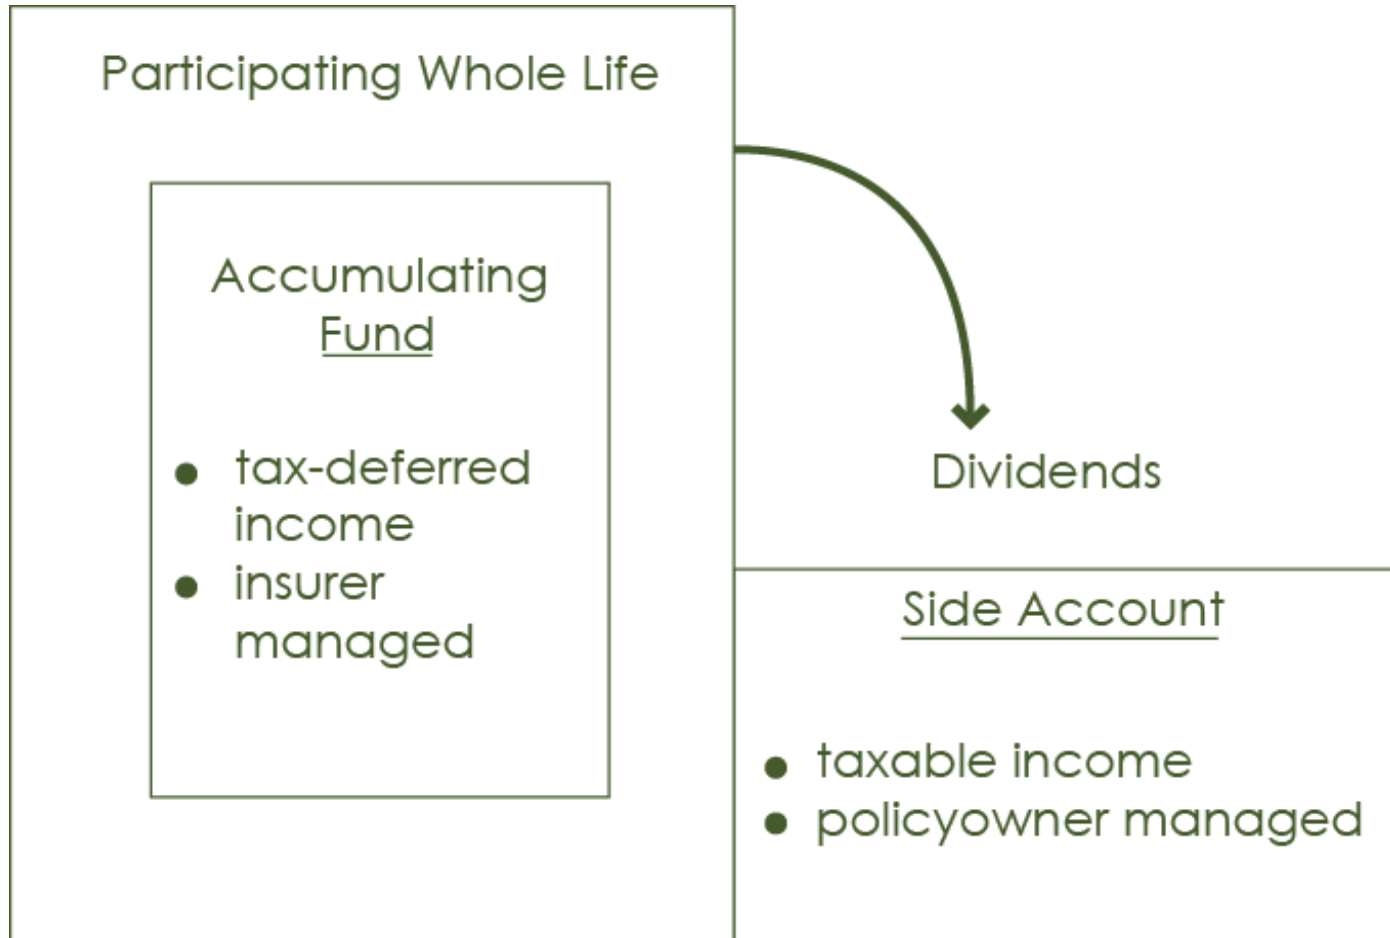 Participating Whole Life
Accumulating
Fund
● tax-deferred
income
● insurer
managed
Dividends
Side Account
● taxable income
● policyowner managed